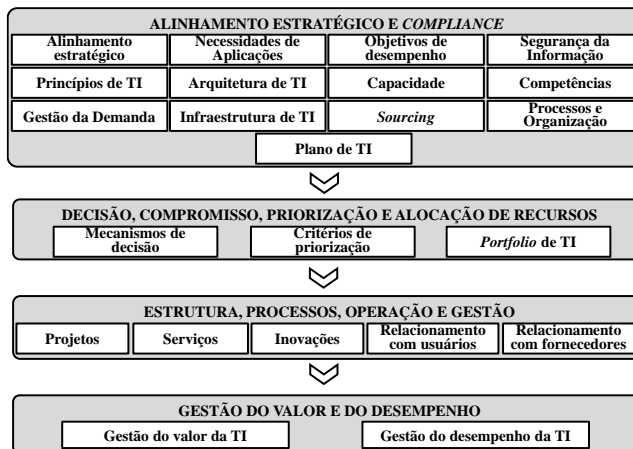 ALINHAMENTO ESTRATÉGICO E COMPLIANCE
Alinhamento
estratégico
Necessidades de
Aplicações
Objetivos de
desempenho
Segurança da
Informação
Princípios de TI
Arquitetura de TI
Capacidade
Competências
Gestão da Demanda
Infraestrutura de TI
Sourcing
Processos e
Organização
Plano de TI
DECISÃO, COMPROMISSO, PRIORIZAÇÃO E ALOCAÇÃO DE RECURSOS
Mecanismos de
decisão
Critérios de
priorização
Portfolio de TI
ESTRUTURA, PROCESSOS, OPERAÇÃO E GESTÃO
Projetos
Serviços
Inovações
Relacionamento
com usuários
Relacionamento
com fornecedores
GESTÃO DO VALOR E DO DESEMPENHO
Gestão do valor da TI
Gestão do desempenho da TI